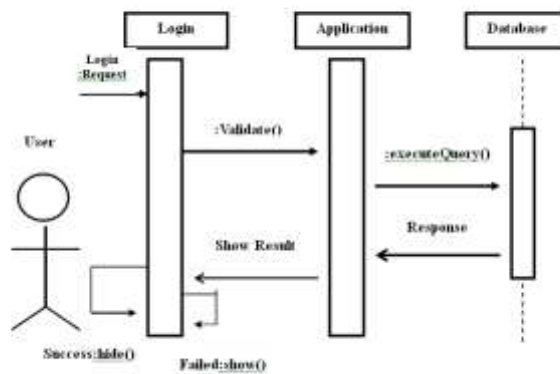 Login
Application
Database
Login
:Request
:Validate()
User
:executeQuery()
Response
Show Result
Success:hide()
Failed:show()